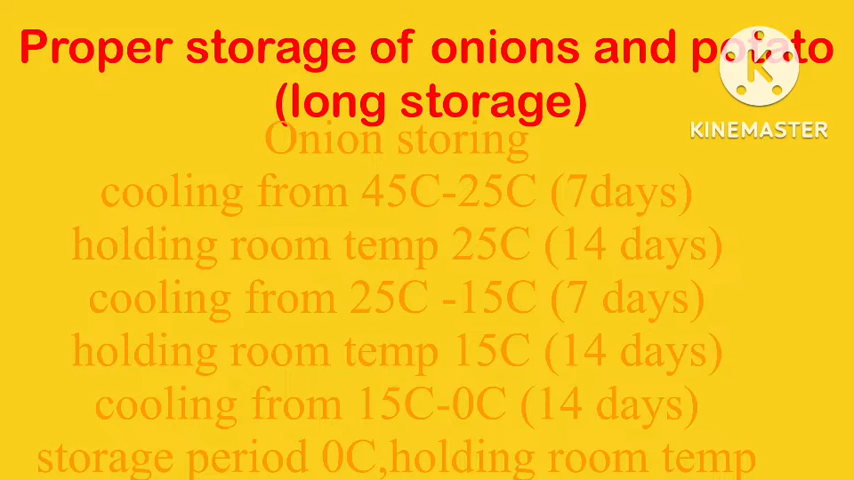 Proper storage of onions and potato
(long storage)
KINEMASTER
Onion storing
cooling from 45C-25C (7days)
holding room temp 25C (14 days)
cooling from 25C -15C (7 days)
holding room temp 15C (14 days)
cooling from 15C-0C (14 days)
storage period 0C,holding room temp